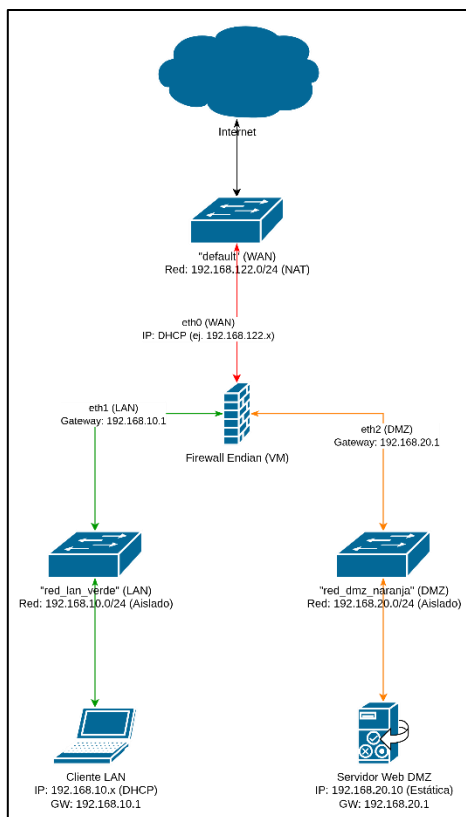 Internet
"default" (WAN)
Red: 192.168.122.0/24 (NAT)
eth0 (WAN)
IP: DHCP (ej. 192.168.122.x)
eth1 (LAN)
Gateway: 192.168.10.1
eth2 (DMZ)
Gateway: 192.168.20.1
Firewall Endian (VM)
"red_lan_verde" (LAN)
Red: 192.168.10.0/24 (Aislado)
"red_dmz_naranja" (DMZ)
Red: 192.168.20.0/24 (Aislado)
Cliente LAN
IP: 192.168.10.x (DHCP)
GW: 192.168.10.1
Servidor Web DMZ
IP: 192.168.20.10 (Estática)
GW: 192.168.20.1